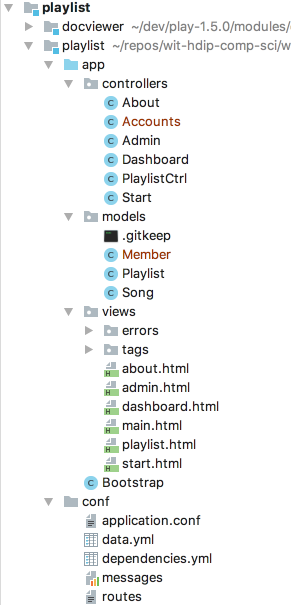 playlist
docviewer ~/dev/play-1.5.0/modules/
playlist ~/repos/wit-hdip-comp-sci/w
app
controllers
About
Accounts
Admin
Dashboard
PlaylistCtrl
Start
models
.gitkeep
Member
Playlist
Song
views
errors
tags
about.html
admin.html
dashboard.html
main.html
playlist.html
start.html
Bootstrap
conf
application.conf
data.yml
dependencies.yml
messages
routes